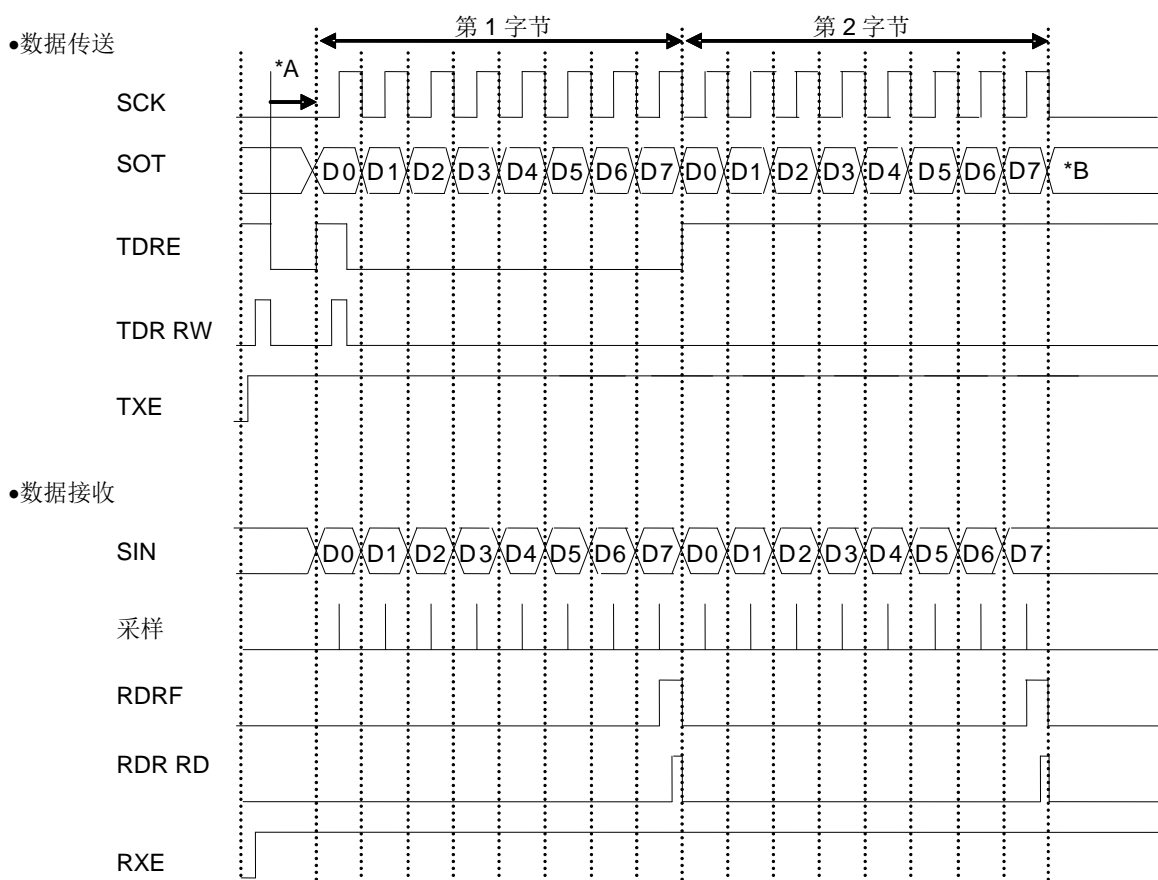 第 1 字节 第 2 字节
•数据传送
*A
SCK
SOT D0 D1 D2 D3 D4 D5 D6 D7 D0 D1 D2 D3 D4 D5 D6 D7 *B
TDRE
TDR RW
TXE
•数据接收
SIN D0 D1 D2 D3 D4 D5 D6 D7 D0 D1 D2 D3 D4 D5 D6 D7
采样
RDRF
RDR RD
RXE